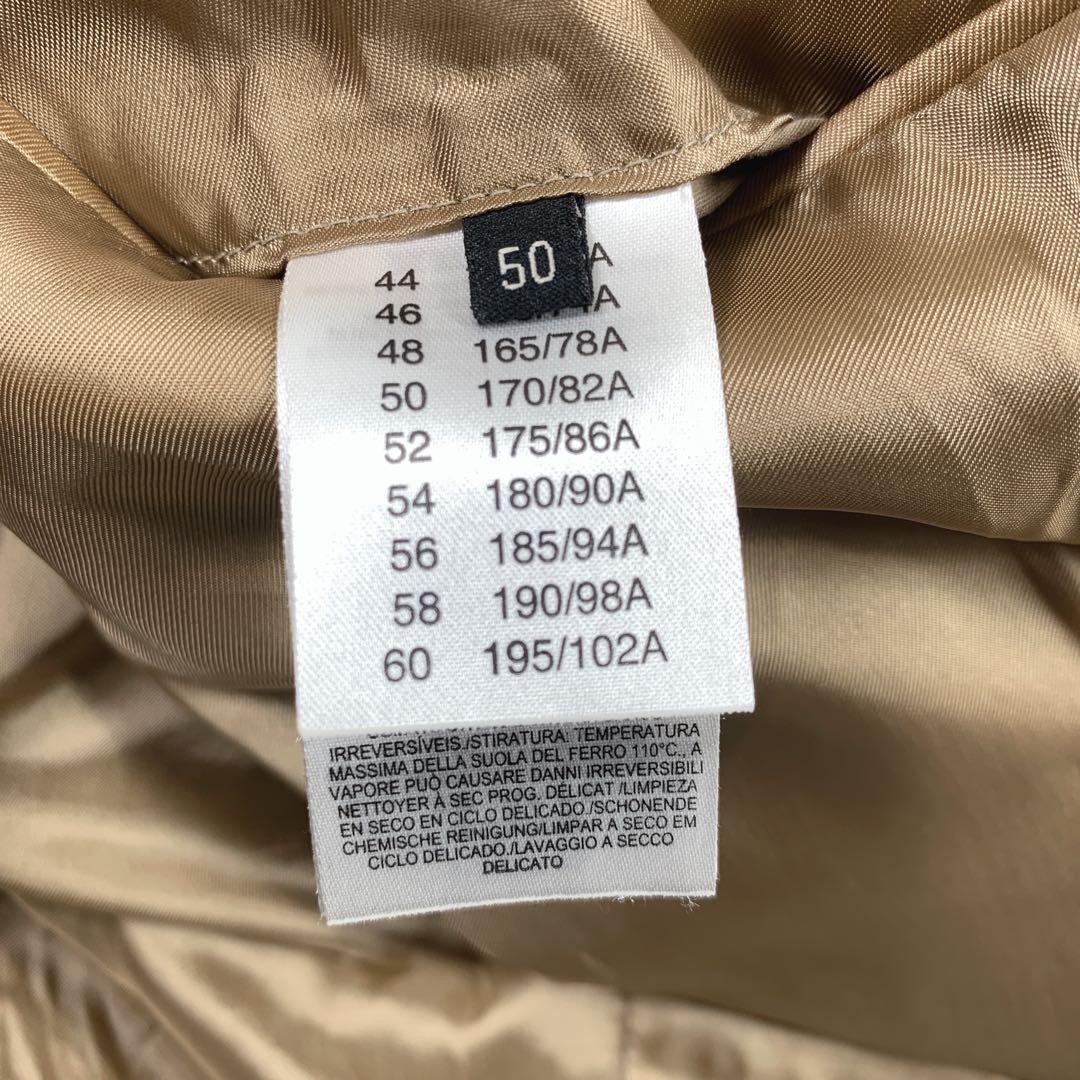 50
44
46
48 165/78A
50 170/82A
52 175/86A
54 180/90A
56 185/94A
58 190/98A
60 195/102A
IRREVERSÍVEIS./STIRATURA: TEMPERATURA
MASSIMA DELLA SUOLA DEL FERRO 110°C., A
VAPORE PUÒ CAUSARE DANNI IRREVERSIBILI
NETTOYER À SEC PROG. DÉLICAT /LIMPIEZA
EN SECO EN CICLO DELICADO./SCHONENDE
CHEMISCHE REINIGUNG/LIMPAR A SECO EM
CICLO DELICADO./LAVAGGIO A SECCO
DELICATO